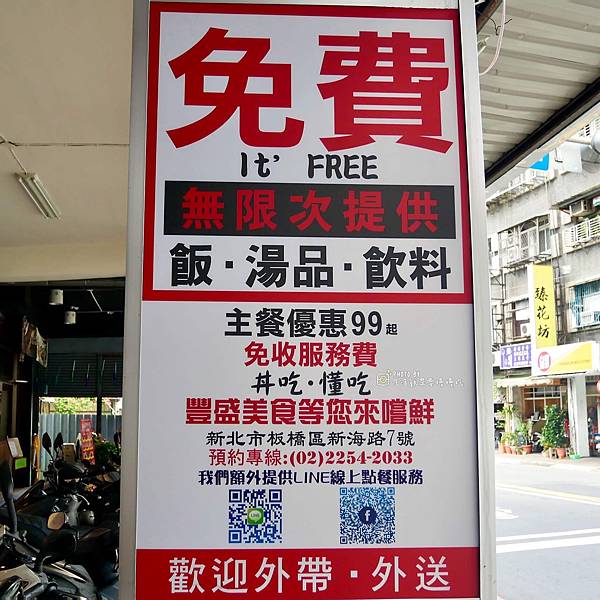 免費
It' FREE
無限次提供
飯·湯品·飲料
主餐優惠99起
免收服務費
丼吃·懂吃
豐盛美食等您來嚐鮮
新北市板橋區新海路7號
預約專線:(02)2254-2033
我們額外提供LINE線上點餐服務
LINE
歡迎外帶·外送
臻花坊
PHOTO BY